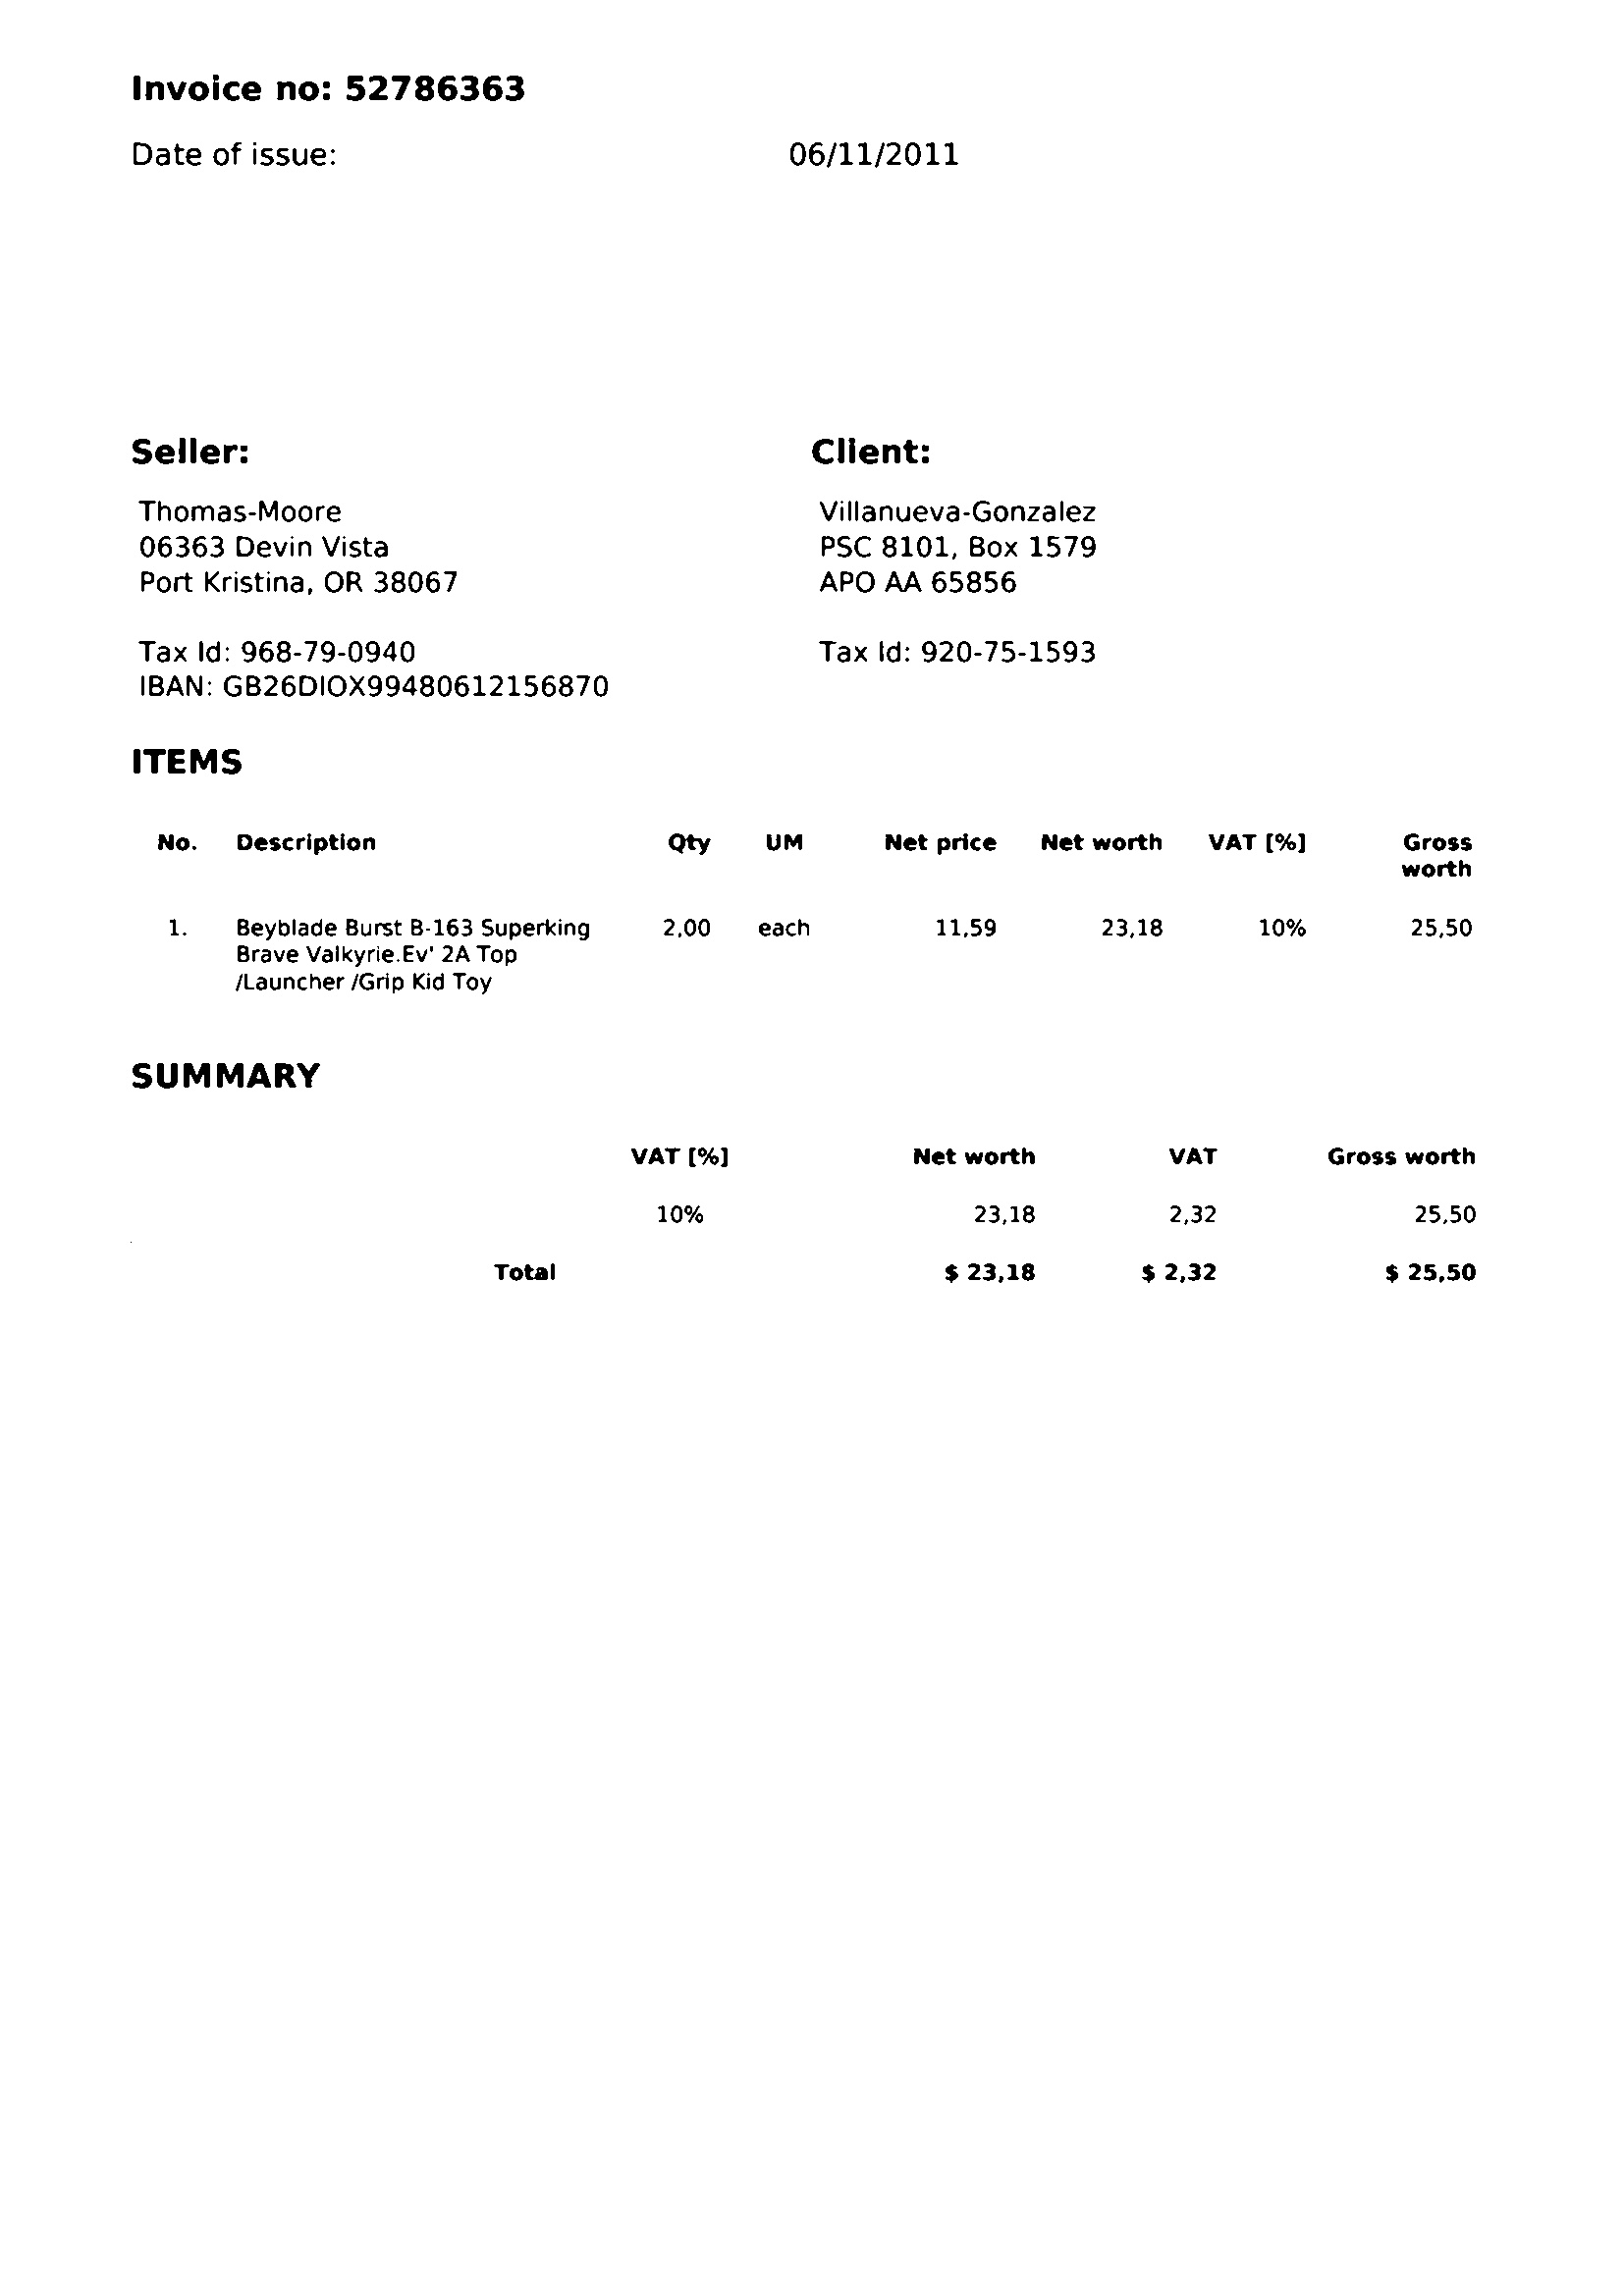 Invoice no: 52786363
Date of issue: 06/11/2011
Seller: Client:
Thomas-Moore Villanueva-Gonzalez
06363 Devin Vista PSC 8101, Box 1579
Port Kristina, OR 38067 APO AA 65856
Tax Id: 968-79-0940 Tax Id: 920-75-1593
IBAN: GB26DIOX99480612156870
ITEMS
No. Description Qty UM Net price Net worth VAT [%] Gross
worth
1. Beyblade Burst B-163 Superking 2,00 each 11,59 23,18 10% 25,50
Brave Valkyrie.Ev' 2A Top
/Launcher /Grip Kid Toy
SUMMARY
VAT [%] Net worth VAT Gross worth
10% 23,18 2,32 25,50
Total $ 23,18 $ 2,32 $ 25,50